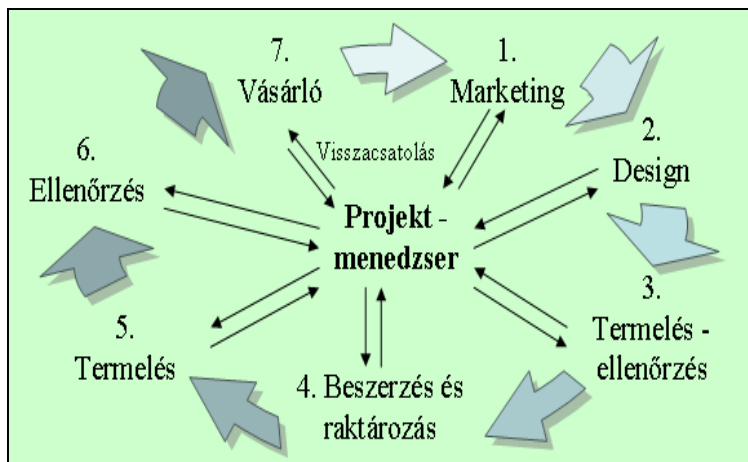 7.
Vásárló
1.
Marketing
2.
Design
3.
Termelés -
ellenőrzés
4. Beszerzés és
raktározás
5.
Termelés
6.
Ellenőrzés
Visszacsatolás
Projekt -
menedzser